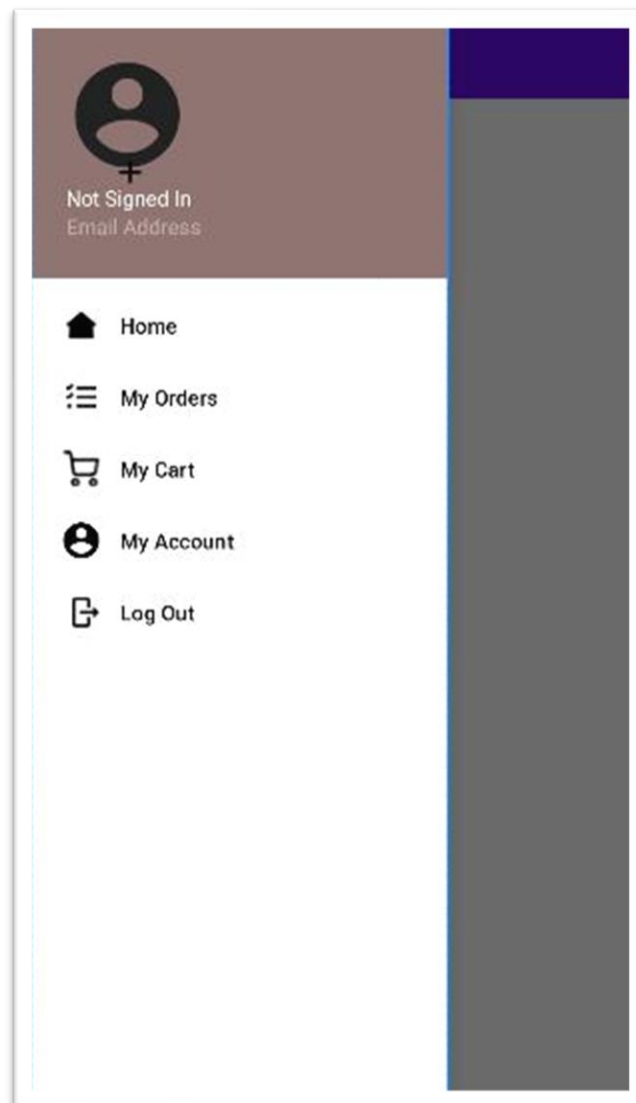 Not Signed In
Email Address
Home
My Orders
My Cart
My Account
Log Out